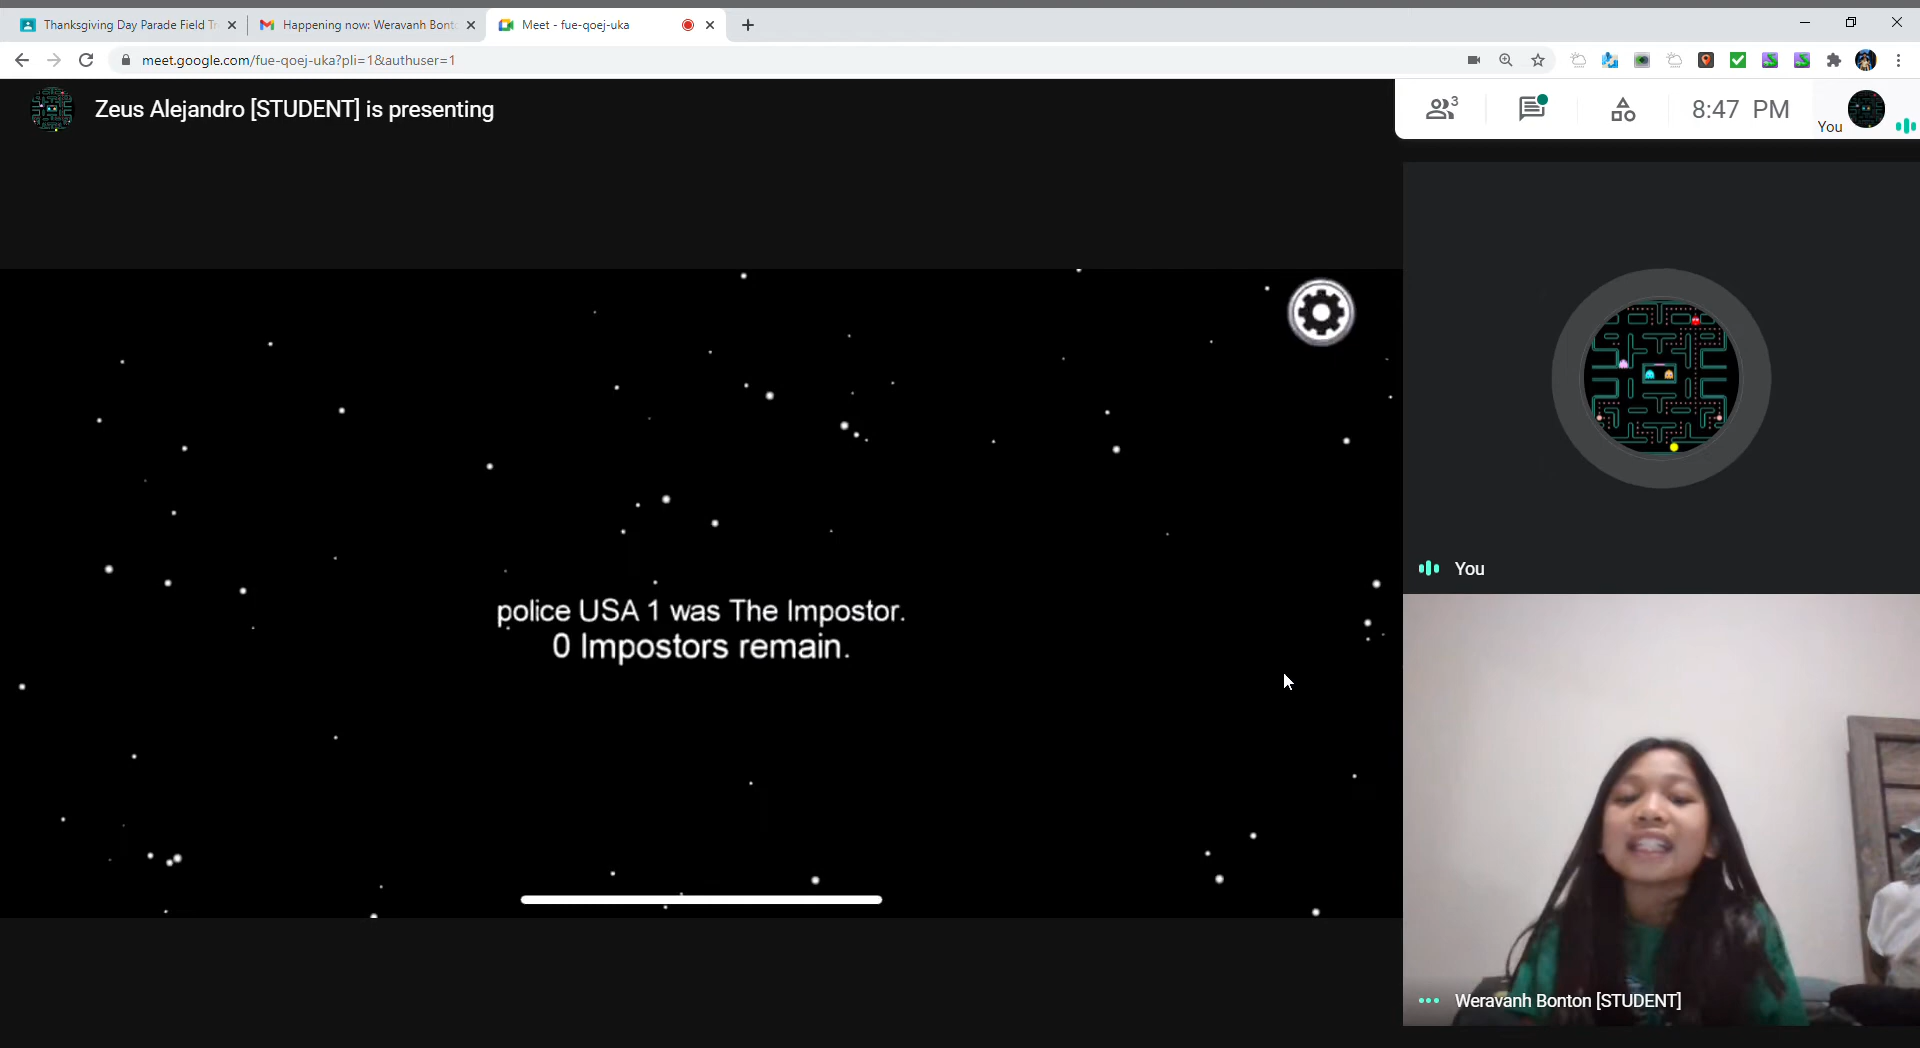 Thanksgiving Day Parade Field Tr
Happening now: Weravanh Bont
Meet - fue-qoej-uka
meet.google.com/fue-qoej-uka?pli=1&authuser=1
Zeus Alejandro [STUDENT] is presenting
3
8:47 PM
You
You
police USA 1 was The Impostor.
0 Impostors remain.
Weravanh Bonton [STUDENT]